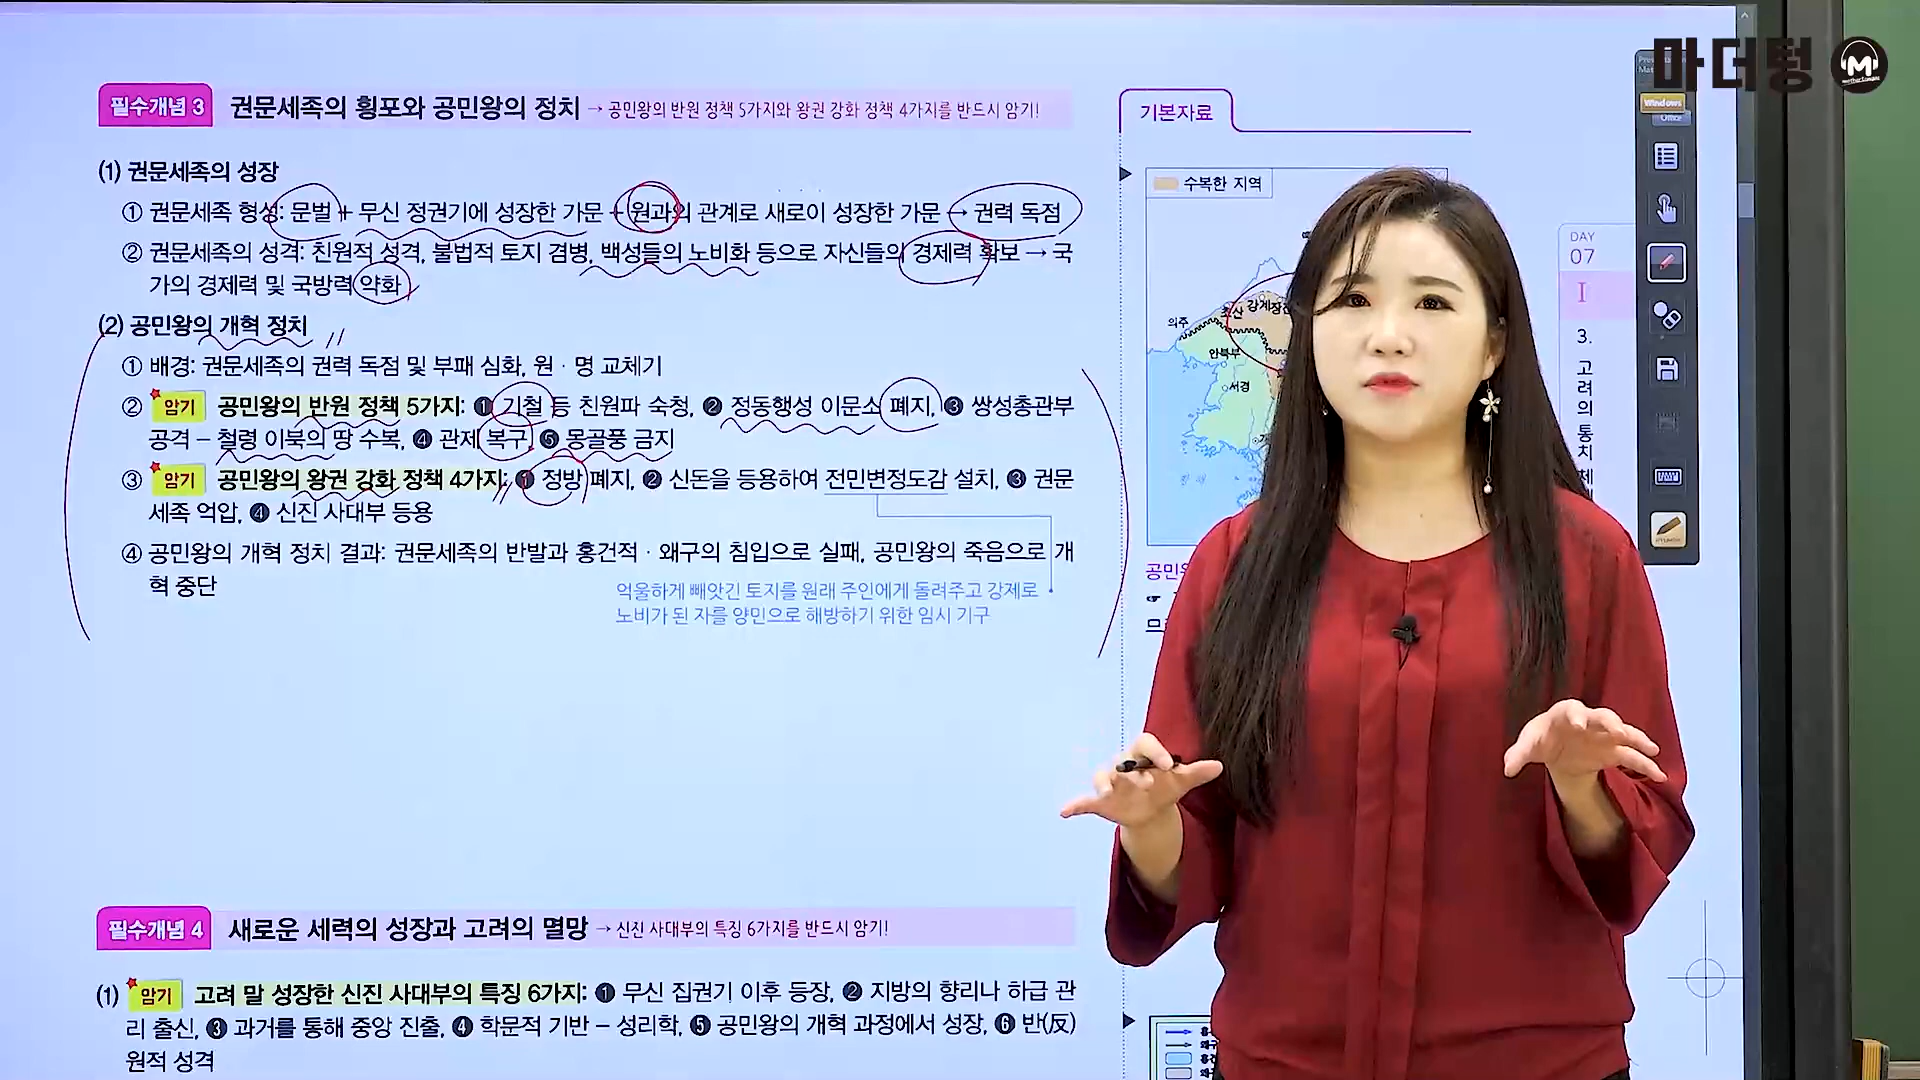 마더텅
필수개념 3 권문세족의 횡포와 공민왕의 정치 → 공민왕의 반원 정책 5가지와 왕권 강화 정책 4가지를 반드시 암기!
(1) 권문세족의 성장
① 권문세족 형성: 문벌 + 무신 정권기에 성장한 가문 + 원과의 관계로 새로이 성장한 가문 → 권력 독점
② 권문세족의 성격: 친원적 성격, 불법적 토지 겸병, 백성들의 노비화 등으로 자신들의 경제력 확보 → 국
가의 경제력 및 국방력 약화
(2) 공민왕의 개혁 정치
① 배경: 권문세족의 권력 독점 및 부패 심화, 원 · 명 교체기
② 암기 공민왕의 반원 정책 5가지: ❶ 기철 등 친원파 숙청, ❷ 정동행성 이문소 폐지, ❸ 쌍성총관부
공격 – 철령 이북의 땅 수복, ❹ 관제 복구, ❺ 몽골풍 금지
③ 암기 공민왕의 왕권 강화 정책 4가지: ❶ 정방 폐지, ❷ 신돈을 등용하여 전민변정도감 설치, ❸ 권문
세족 억압, ❹ 신진 사대부 등용
④ 공민왕의 개혁 정치 결과: 권문세족의 반발과 홍건적 · 왜구의 침입으로 실패, 공민왕의 죽음으로 개
혁 중단
억울하게 빼앗긴 토지를 원래 주인에게 돌려주고 강제로
노비가 된 자를 양민으로 해방하기 위한 임시 기구
필수개념 4 새로운 세력의 성장과 고려의 멸망 → 신진 사대부의 특징 6가지를 반드시 암기!
(1) 암기 고려 말 성장한 신진 사대부의 특징 6가지: ❶ 무신 집권기 이후 등장, ❷ 지방의 향리나 하급 관
리 출신, ❸ 과거를 통해 중앙 진출, ❹ 학문적 기반 – 성리학, ❺ 공민왕의 개혁 과정에서 성장, ❻ 반(反)
원적 성격
기본자료
수복한 지역
강계
초산
의주
안북부
서경
DAY
07
I
3.
고려의 통치 체
Windows
Office